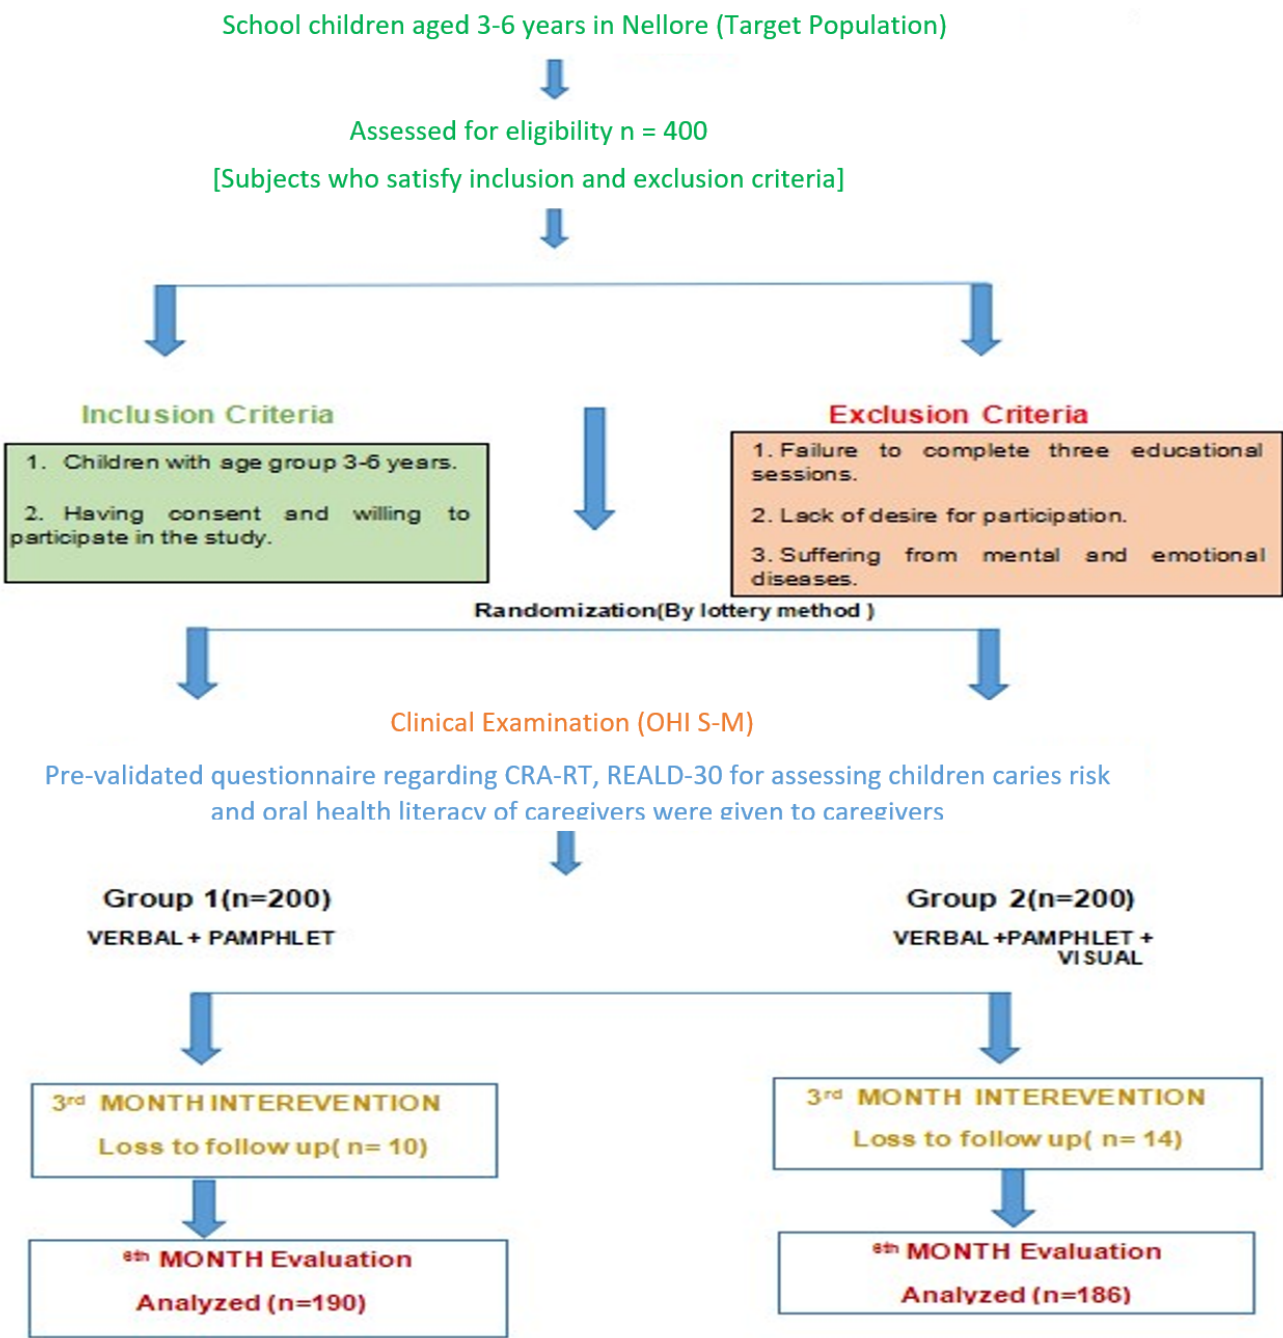 School children aged 3-6 years in Nellore (Target Population)
Assessed for eligibility n = 400
[Subjects who satisfy inclusion and exclusion criteria]
Inclusion Criteria
1. Children with age group 3-6 years.
2. Having consent and willing to
participate in the study.
Exclusion Criteria
1. Failure to complete three educational
sessions.
2. Lack of desire for participation.
3. Suffering from mental and emotional
diseases.
Randomization(By lottery method )
Clinical Examination (OHI S-M)
Pre-validated questionnaire regarding CRA-RT, REALD-30 for assessing children caries risk
and oral health literacy of caregivers were given to caregivers
Group 1(n=200)
VERBAL + PAMPHLET
Group 2(n=200)
VERBAL +PAMPHLET +
VISUAL
3rd MONTH INTEREVENTION
Loss to follow up( n= 10)
3rd MONTH INTEREVENTION
Loss to follow up( n= 14)
6th MONTH Evaluation
Analyzed (n=190)
6th MONTH Evaluation
Analyzed (n=186)